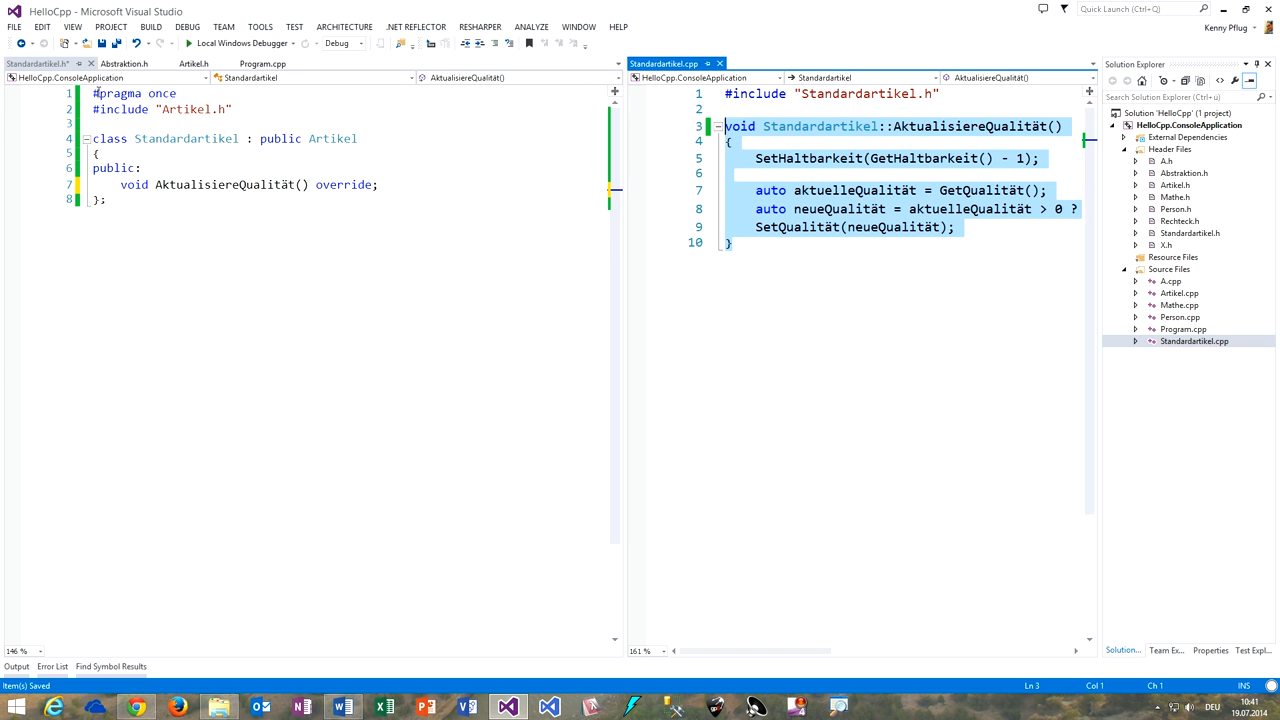 HelloCpp - Microsoft Visual Studio
Quick Launch (Ctrl+Q)
FILE EDIT VIEW PROJECT BUILD DEBUG TEAM TOOLS TEST ARCHITECTURE .NET REFLECTOR RESHARPER ANALYZE WINDOW HELP
Kenny Pflug
Local Windows Debugger Debug
Standardartikel.h* Abstraktion.h Artikel.h Program.cpp
HelloCpp.ConsoleApplication Standardartikel AktualisiereQualität()
1 #pragma once
2 #include "Artikel.h"
3
4 class Standardartikel : public Artikel
5 {
6 public:
7 void AktualisiereQualität() override;
8 };
146 %
Standardartikel.cpp
HelloCpp.ConsoleApplication Standardartikel AktualisiereQualität()
1 #include "Standardartikel.h"
2
3 void Standardartikel::AktualisiereQualität()
4 {
5 SetHaltbarkeit(GetHaltbarkeit() - 1);
6
7 auto aktuelleQualität = GetQualität();
8 auto neueQualität = aktuelleQualität > 0 ?
9 SetQualität(neueQualität);
10 }
161 %
Solution Explorer
Search Solution Explorer (Ctrl+ü)
Solution 'HelloCpp' (1 project)
HelloCpp.ConsoleApplication
External Dependencies
Header Files
A.h
Abstraktion.h
Artikel.h
Mathe.h
Person.h
Rechteck.h
Standardartikel.h
X.h
Resource Files
Source Files
A.cpp
Artikel.cpp
Mathe.cpp
Person.cpp
Program.cpp
Standardartikel.cpp
Solution... Team Ex... Properties Test Expl...
Output Error List Find Symbol Results
Item(s) Saved Ln 3 Col 1 Ch 1 INS
DEU
10:41
19.07.2014